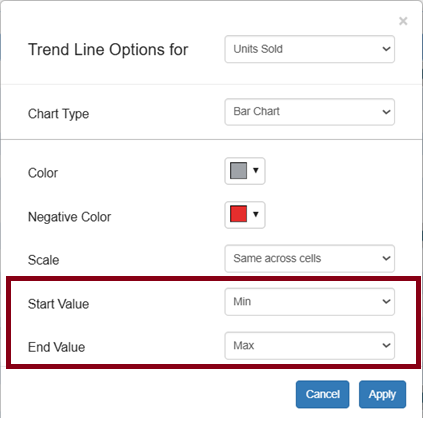 ×
Trend Line Options for Units Sold
Chart Type Bar Chart
Color
Negative Color
Scale Same across cells
Start Value Min
End Value Max
Cancel Apply